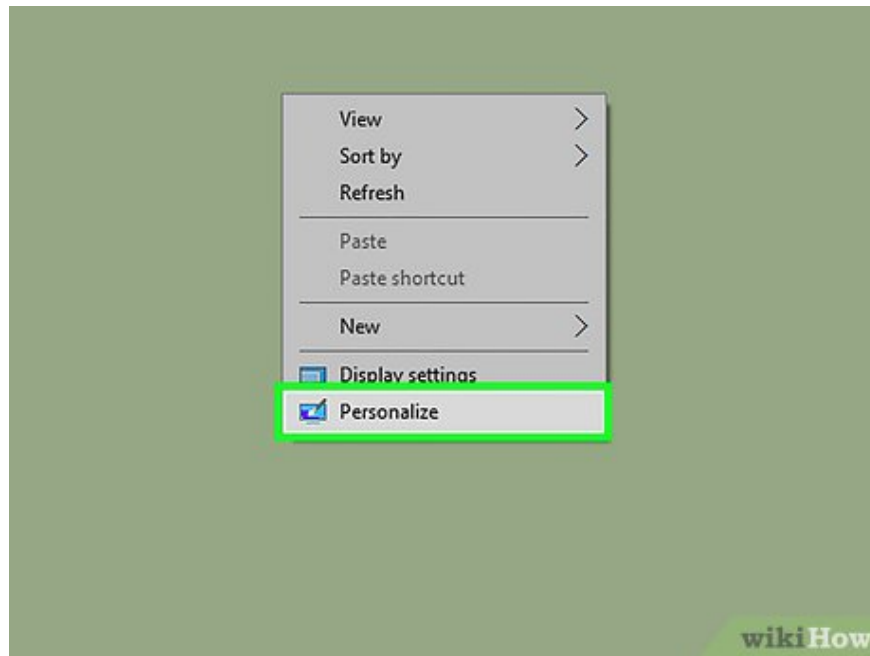 View
Sort by
Refresh
Paste
Paste shortcut
New
Display settings
Personalize
wikiHow